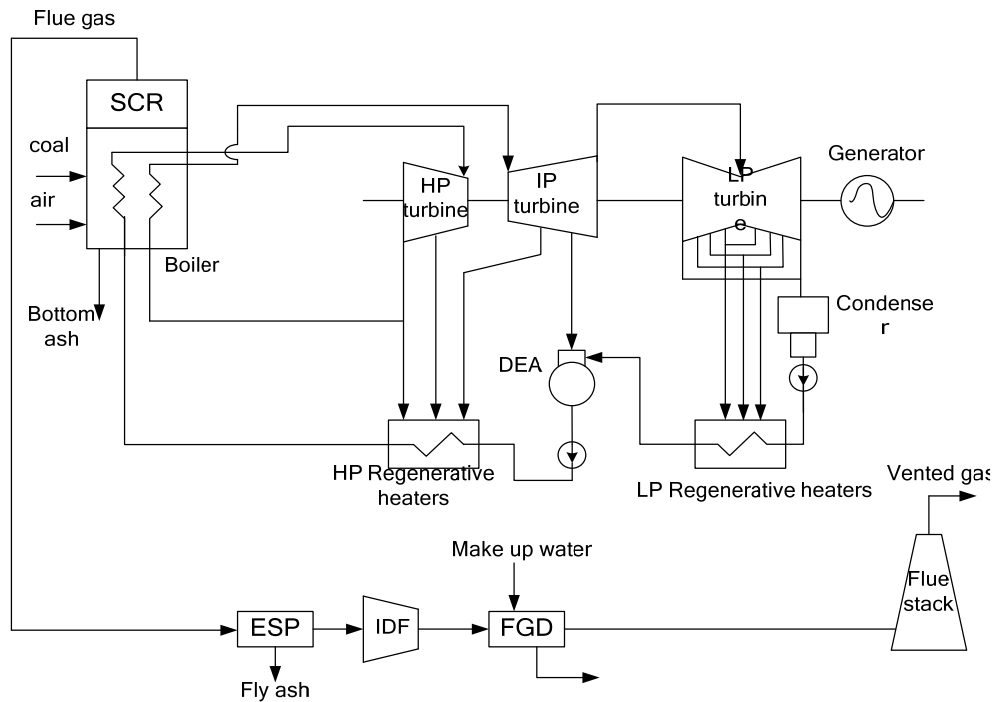 Flue gas
SCR
coal
air
HP
turbine
IP
turbine
LP
turbin
e
Generator
Boiler
Bottom
ash
Condense
r
DEA
HP Regenerative
heaters
LP Regenerative heaters
Vented gas
Make up water
Flue
stack
ESP
IDF
FGD
Fly ash